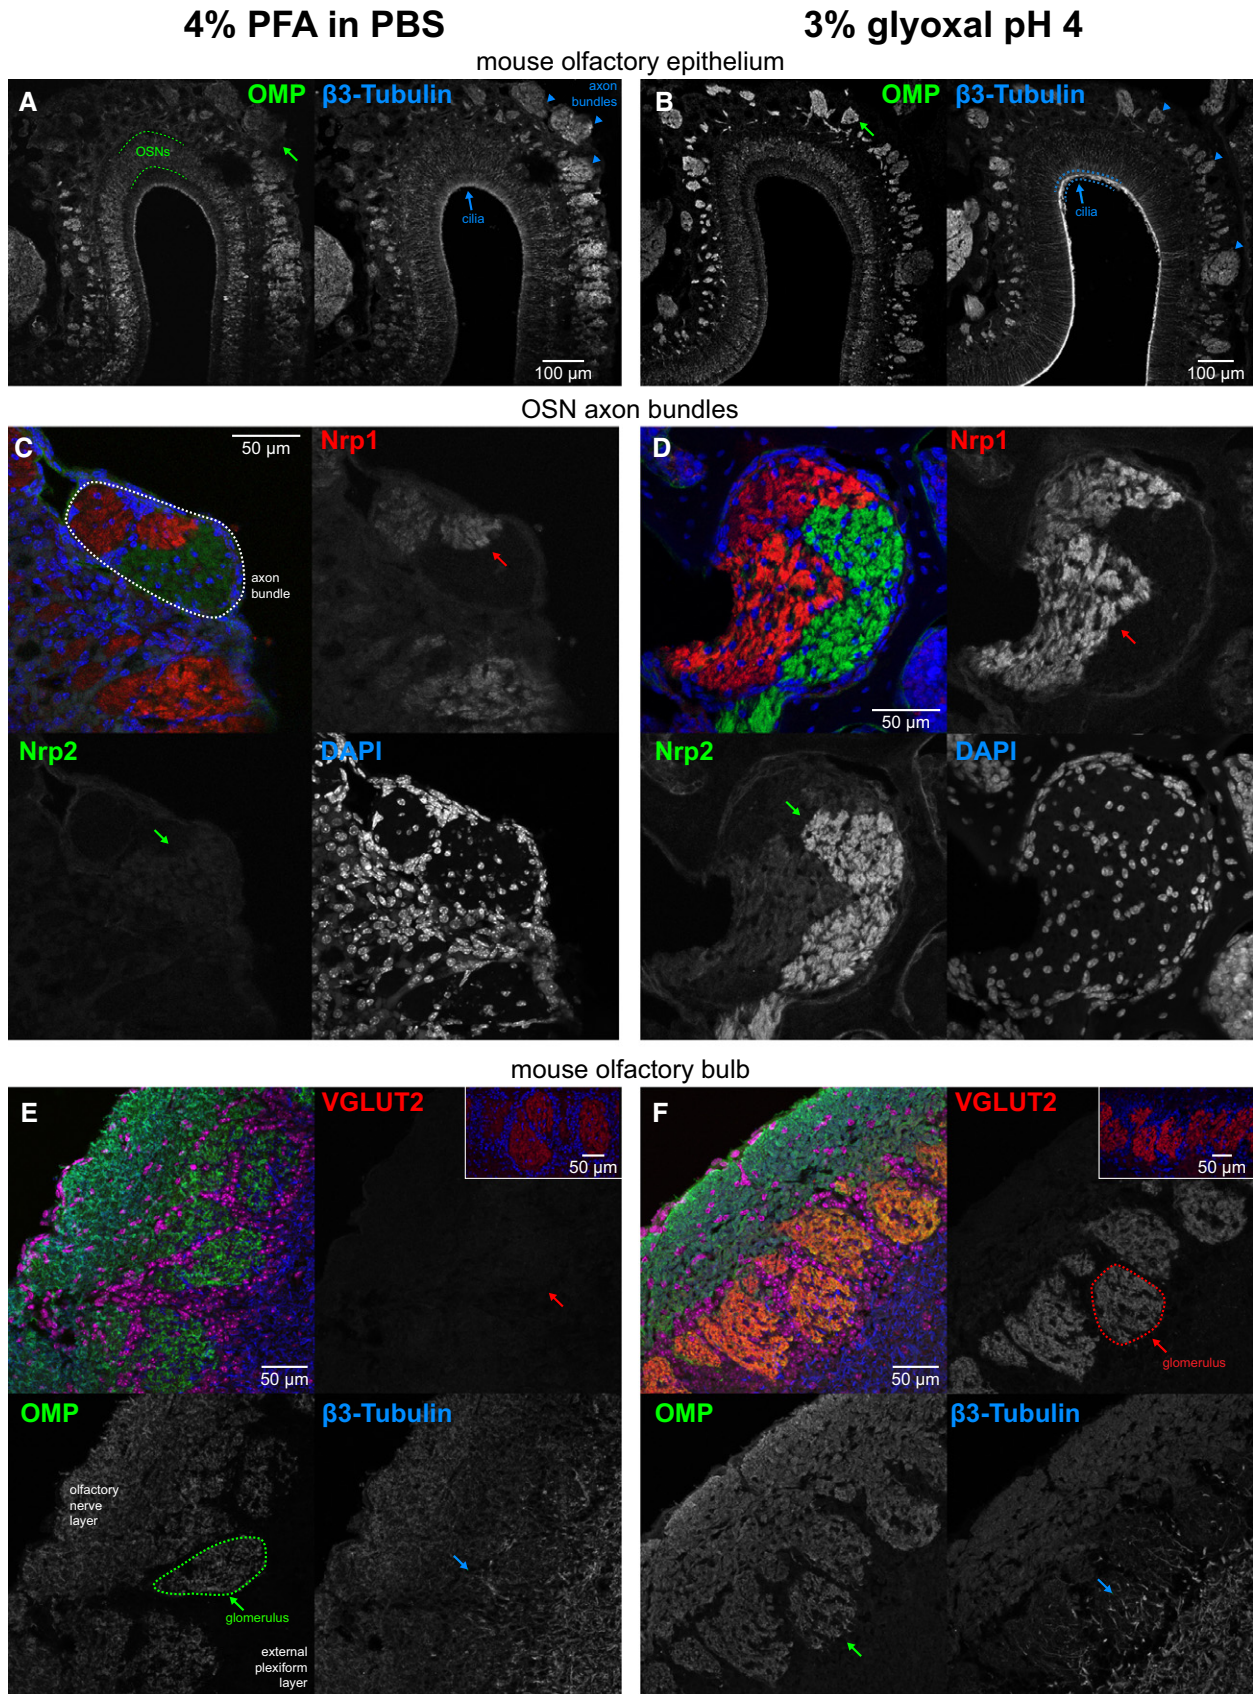 4% PFA in PBS
3% glyoxal pH 4
mouse olfactory epithelium
A
OMP
β3-Tubulin
axon
bundles
OSNs
cilia
100 µm
B
OMP
β3-Tubulin
cilia
100 µm
OSN axon bundles
C
50 µm
Nrp1
axon
bundle
Nrp2
DAPI
D
Nrp1
50 µm
Nrp2
DAPI
mouse olfactory bulb
E
VGLUT2
50 µm
50 µm
OMP
β3-Tubulin
olfactory
nerve
layer
glomerulus
external
plexiform
layer
F
VGLUT2
50 µm
glomerulus
50 µm
OMP
β3-Tubulin